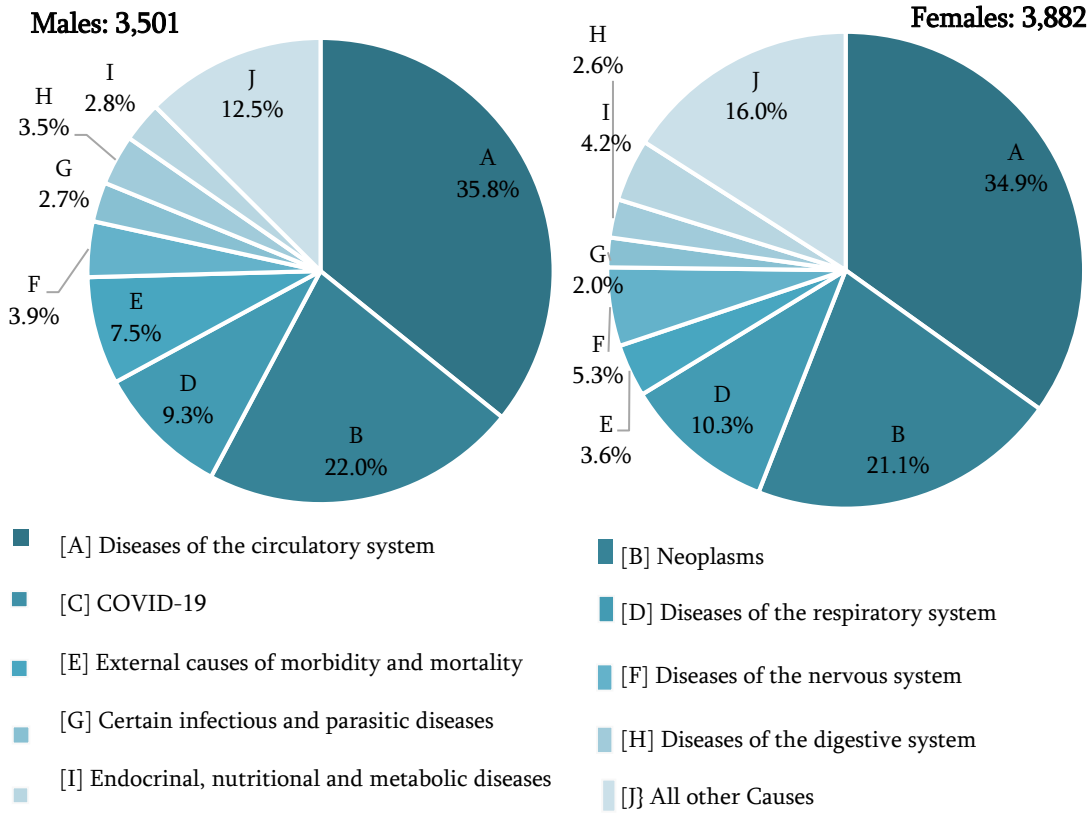 Males: 3,501
J
12.5%
I
2.8%
H
3.5%
G
2.7%
F
3.9%
E
7.5%
D
9.3%
B
22.0%
A
35.8%
Females: 3,882
H
2.6%
I
4.2%
J
16.0%
A
34.9%
G
2.0%
F
5.3%
E
3.6%
D
10.3%
B
21.1%
[A] Diseases of the circulatory system
[B] Neoplasms
[C] COVID-19
[D] Diseases of the respiratory system
[E] External causes of morbidity and mortality
[F] Diseases of the nervous system
[G] Certain infectious and parasitic diseases
[H] Diseases of the digestive system
[I] Endocrinal, nutritional and metabolic diseases
[J} All other Causes